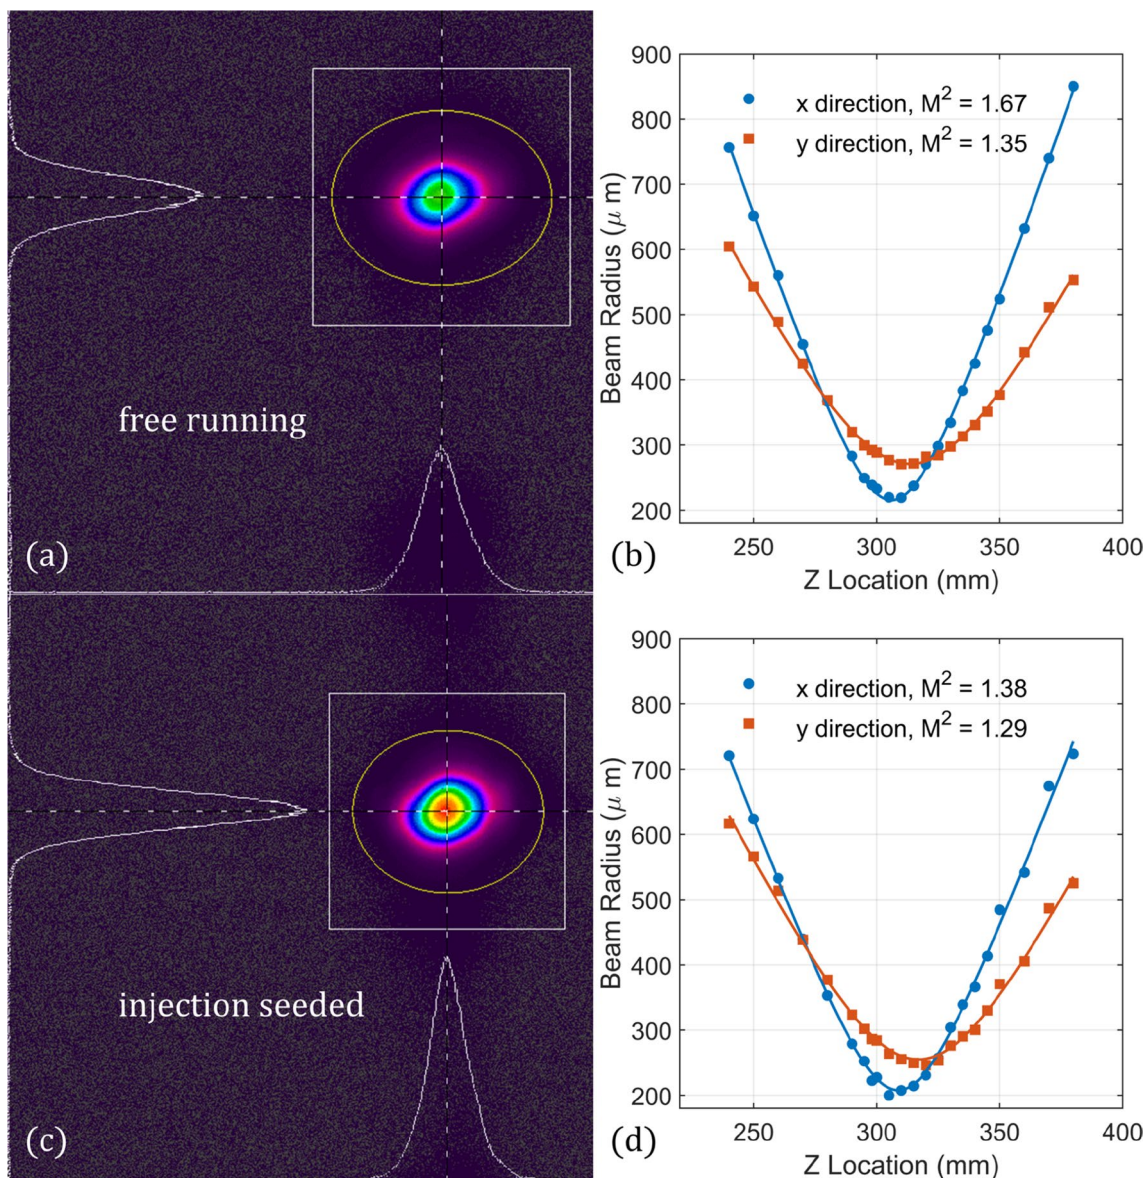 free running
(a)
900
800
700
600
500
400
300
200
Beam Radius (μ m)
x direction, M² = 1.67
y direction, M² = 1.35
250
300
350
400
Z Location (mm)
(b)
injection seeded
(c)
900
800
700
600
500
400
300
200
Beam Radius (μ m)
x direction, M² = 1.38
y direction, M² = 1.29
250
300
350
400
Z Location (mm)
(d)